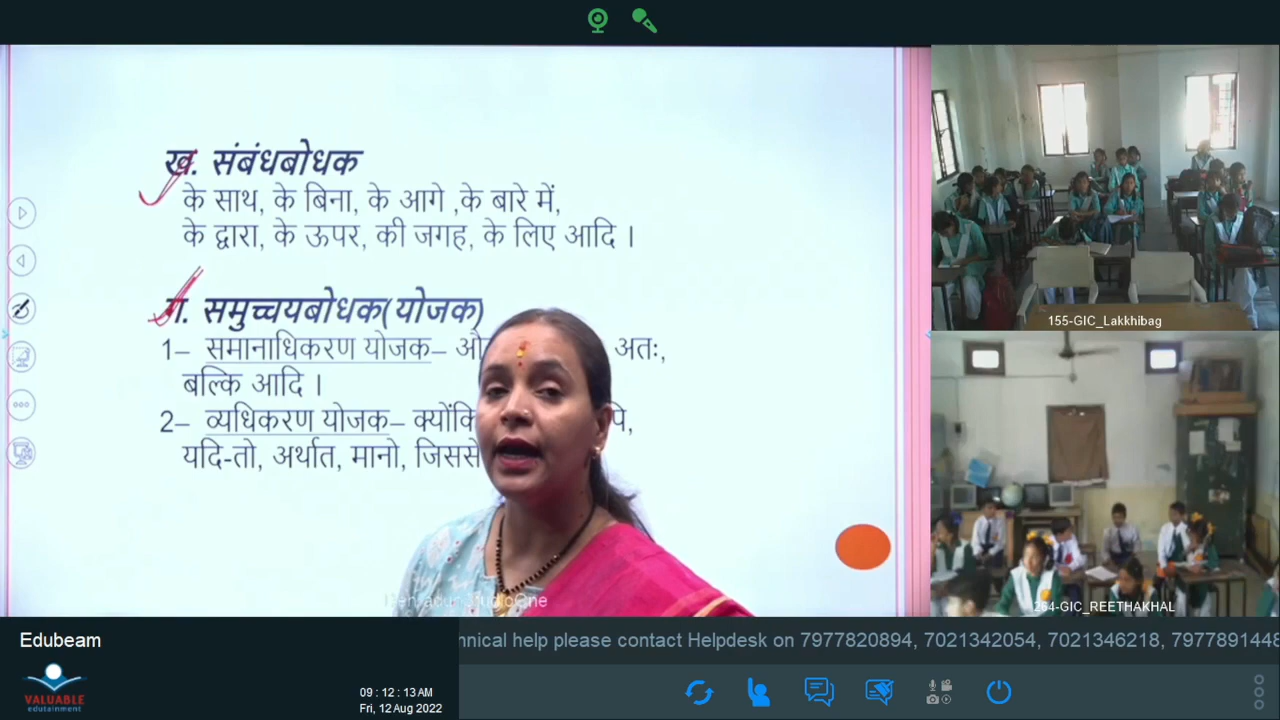 ख. संबंधबोधक
के साथ, के बिना, के आगे ,के बारे में,
के द्वारा, के ऊपर, की जगह, के लिए आदि ।
ग. समुच्चयबोधक(योजक)
1– समानाधिकरण योजक– अतः,
बल्कि आदि ।
2– व्यधिकरण योजक–
यदि-तो, अर्थात, मानो, जिससे
155-GIC_Lakkhibag
264-GIC_REETHAKHAL
Edubeam
help please contact Helpdesk on 7977820894, 7021342054, 7021346218, 7977891448
VALUABLE
edutainment
09 : 12 : 13 AM
Fri, 12 Aug 2022